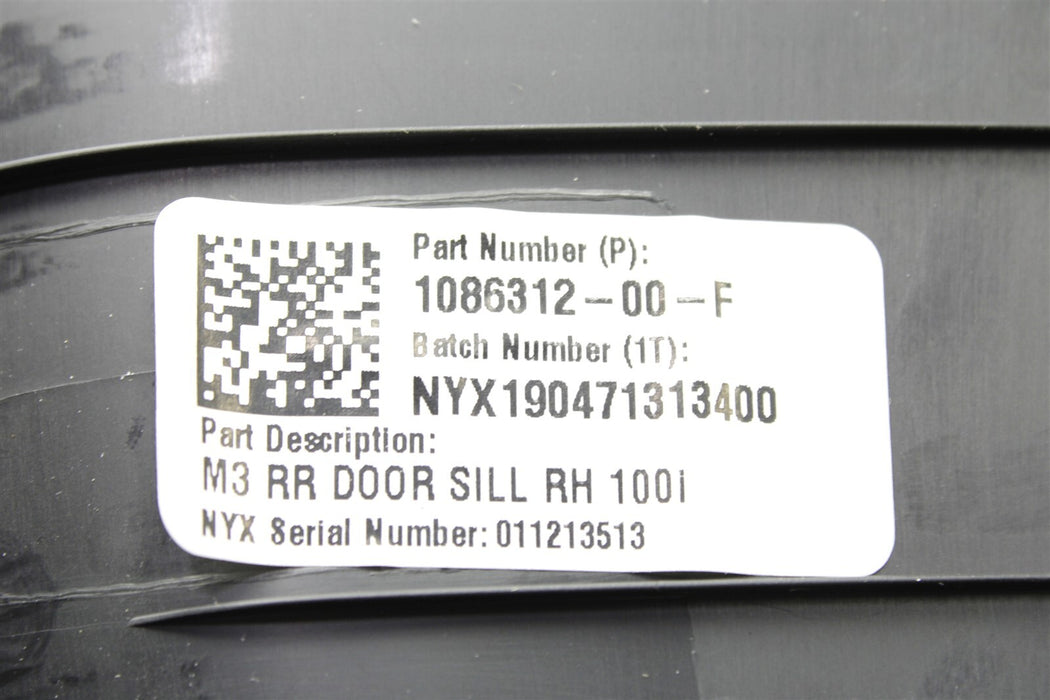 Part Number (P):
1086312-00-F
Batch Number (1T):
NYX190471313400
Part Description:
M3 RR DOOR SILL RH 100i
NYX Serial Number: 011213513